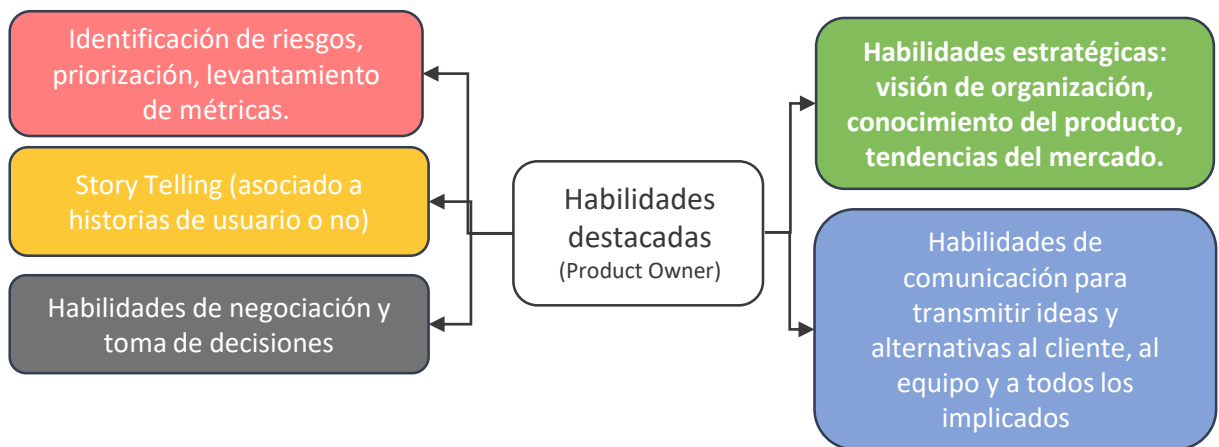 Identificación de riesgos,
priorización, levantamiento
de métricas.
Story Telling (asociado a
historias de usuario o no)
Habilidades de negociación y
toma de decisiones
Habilidades
destacadas
(Product Owner)
Habilidades estratégicas:
visión de organización,
conocimiento del producto,
tendencias del mercado.
Habilidades de
comunicación para
transmitir ideas y
alternativas al cliente, al
equipo y a todos los
implicados